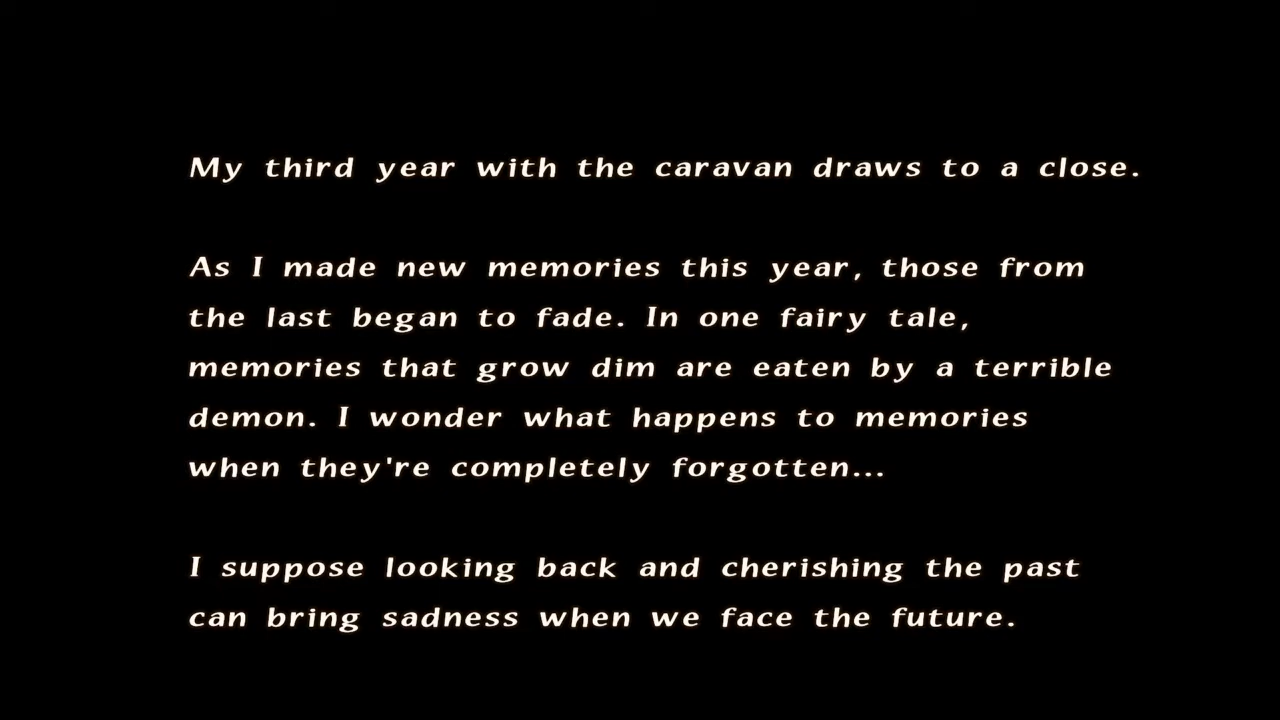 My third year with the caravan draws to a close.
As I made new memories this year, those from
the last began to fade. In one fairy tale,
memories that grow dim are eaten by a terrible
demon. I wonder what happens to memories
when they're completely forgotten...
I suppose looking back and cherishing the past
can bring sadness when we face the future.